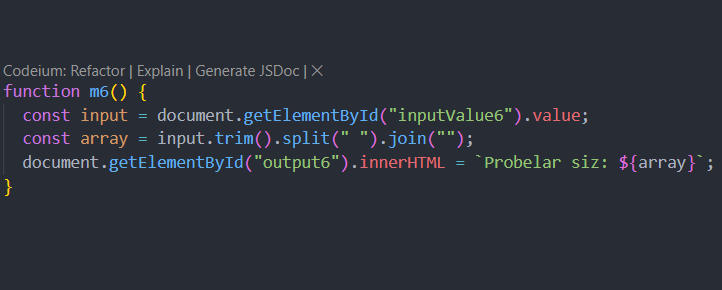 Codeium: Refactor | Explain | Generate JSDoc | ×
function m6() {
  const input = document.getElementById("inputValue6").value;
  const array = input.trim().split(" ").join("");
  document.getElementById("output6").innerHTML = `Probelar siz: ${array}`;
}